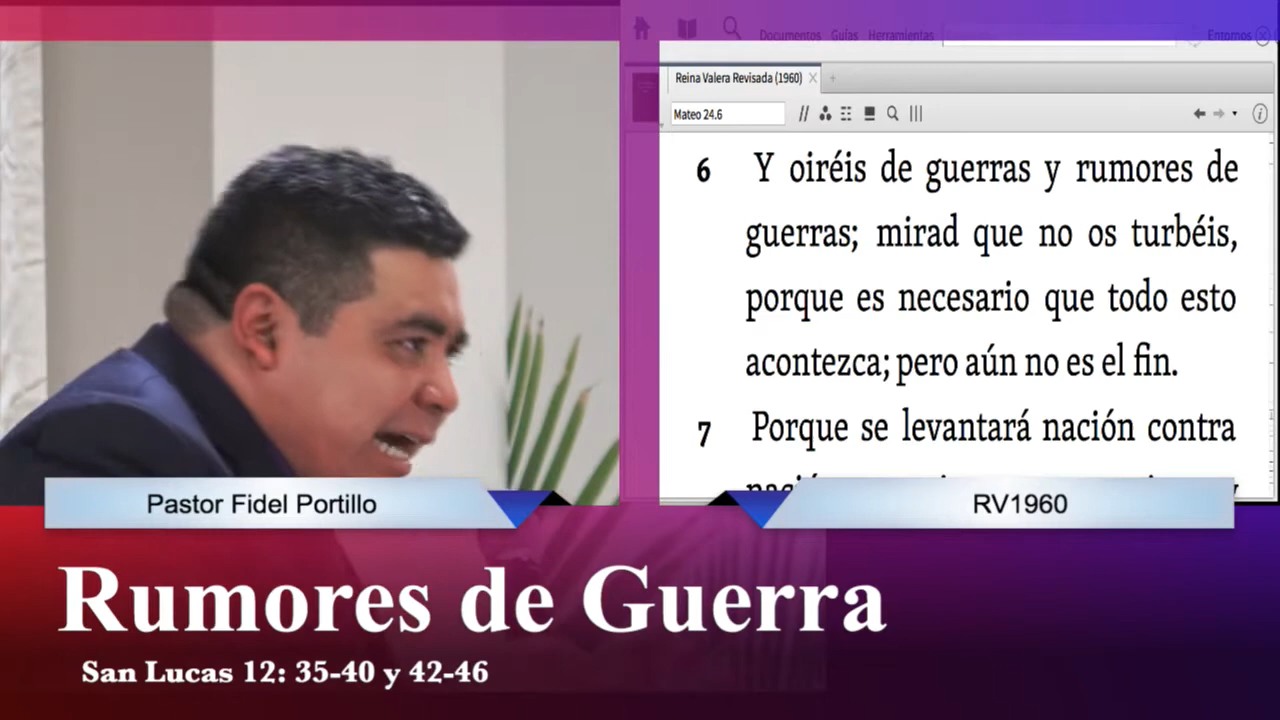 Documentos Guías Herramientas Entornos
Reina Valera Revisada (1960)
Mateo 24.6
6 Y oiréis de guerras y rumores de
guerras; mirad que no os turbéis,
porque es necesario que todo esto
acontezca; pero aún no es el fin.
7 Porque se levantará nación contra
Pastor Fidel Portillo
RV1960
Rumores de Guerra
San Lucas 12: 35-40 y 42-46